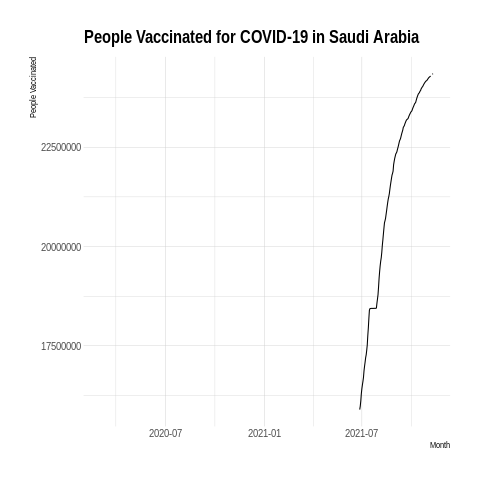 People Vaccinated for COVID-19 in Saudi Arabia
People Vaccinated
22500000
20000000
17500000
2020-07 2021-01 2021-07
Month